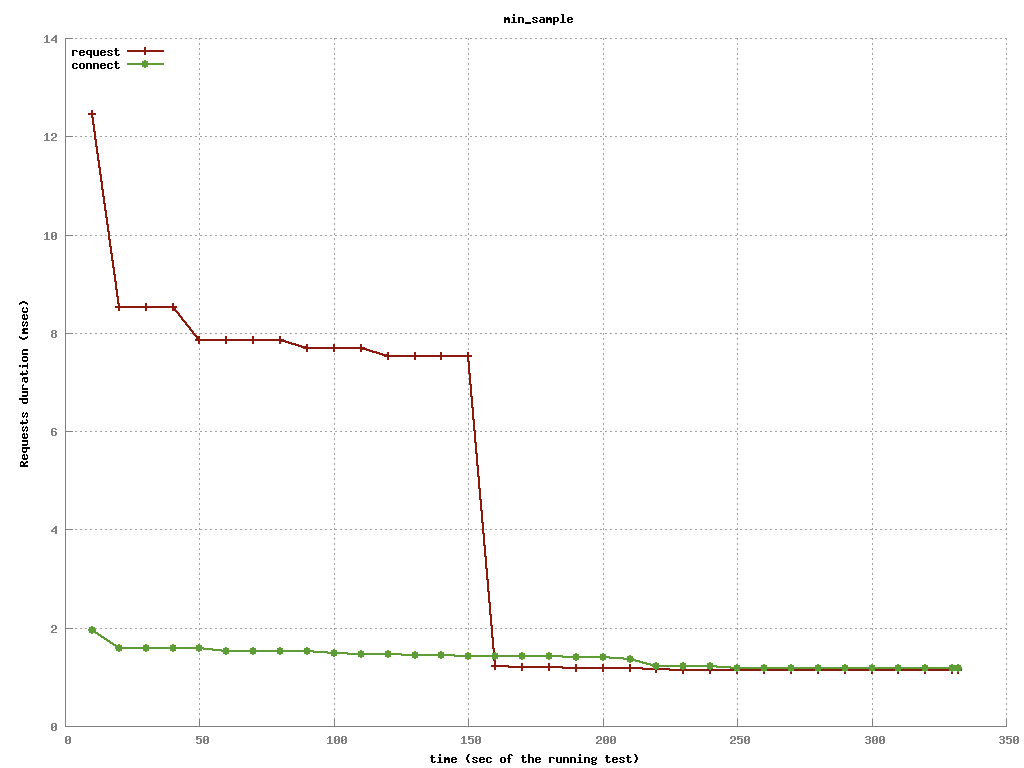 min_sample
14
request
connect
12
10
8
6
4
2
0
Requests duration (msec)
0 50 100 150 200 250 300 350
time (sec of the running test)